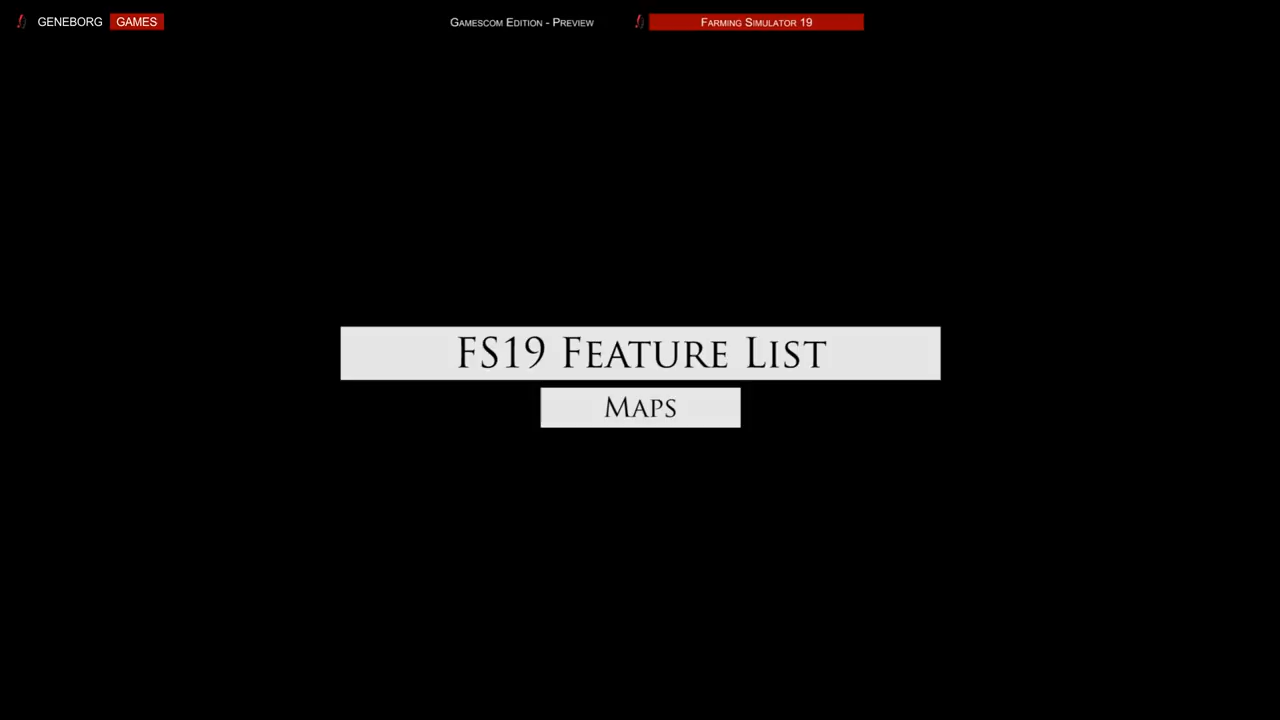 GENEBORG GAMES
Gamescom Edition - Preview
Farming Simulator 19
FS19 Feature List
Maps